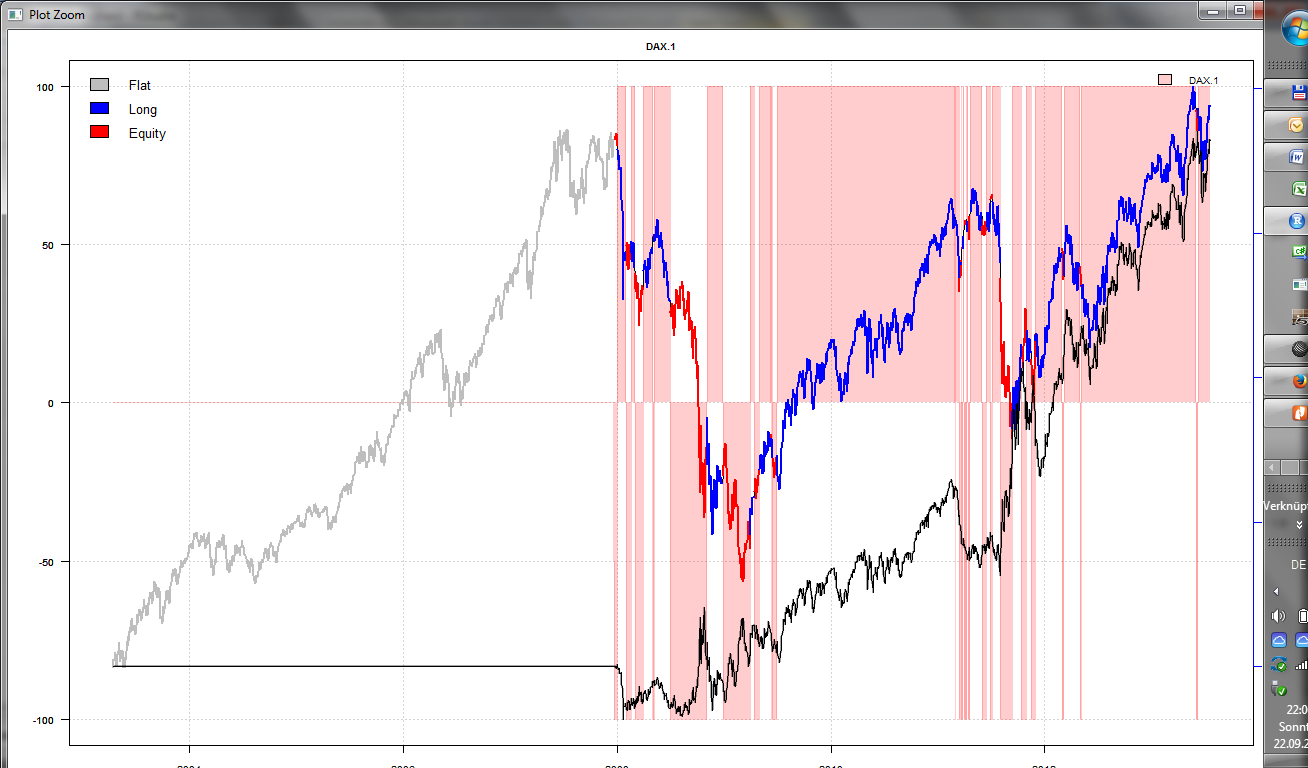 Plot Zoom
DAX.1
DAX.1
Flat
Long
Equity
100
50
0
-50
-100
Verknüp
DE
22:0
Sonnt
22.09.2